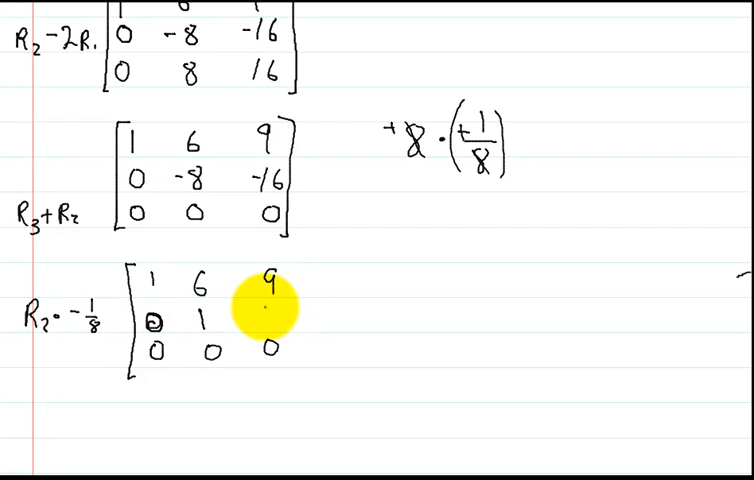 R₂-2R₁ 0 -8 -16
0 8 16
1 6 9
0 -8 -16
R₃+R₂ 0 0 0
+8 · (+1/8)
1 6 9
R₂·-1/8 0 1
0 0 0